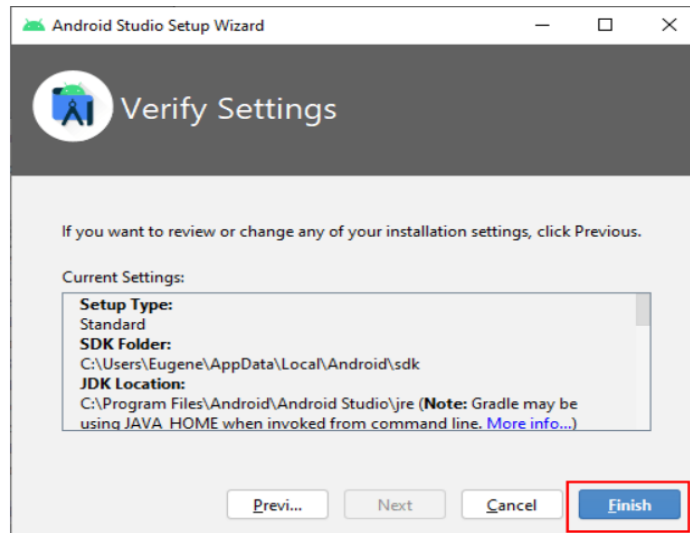 Android Studio Setup Wizard
Verify Settings
If you want to review or change any of your installation settings, click Previous.
Current Settings:
Setup Type:
Standard
SDK Folder:
C:\Users\Eugene\AppData\Local\Android\sdk
JDK Location:
C:\Program Files\Android\Android Studio\jre (Note: Gradle may be
using JAVA_HOME when invoked from command line. More info...)
Previ... Next Cancel Finish